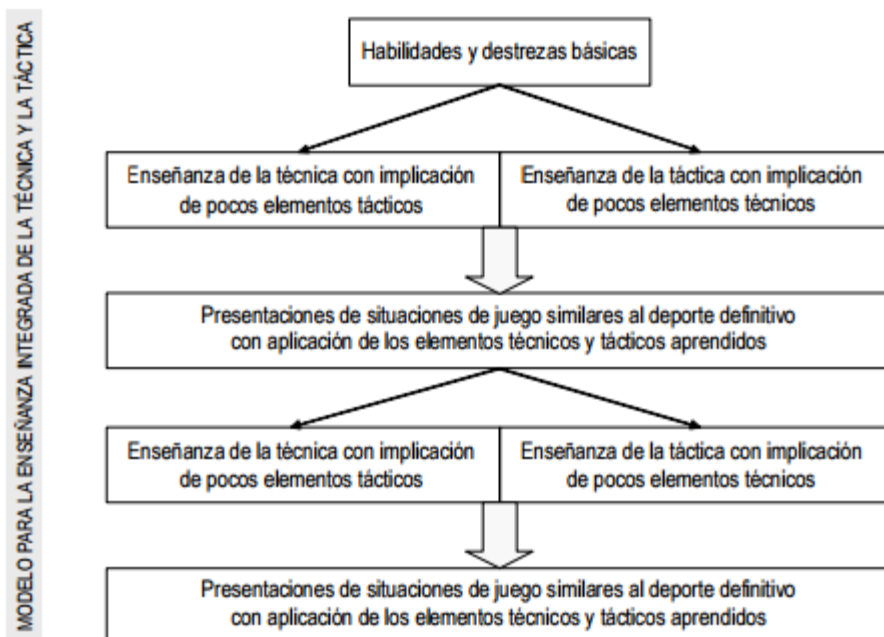 MODELO PARA LA ENSEÑANZA INTEGRADA DE LA TÉCNICA Y LA TÁCTICA
Habilidades y destrezas básicas
Enseñanza de la técnica con implicación
de pocos elementos tácticos
Enseñanza de la táctica con implicación
de pocos elementos técnicos
Presentaciones de situaciones de juego similares al deporte definitivo
con aplicación de los elementos técnicos y tácticos aprendidos
Enseñanza de la técnica con implicación
de pocos elementos tácticos
Enseñanza de la táctica con implicación
de pocos elementos técnicos
Presentaciones de situaciones de juego similares al deporte definitivo
con aplicación de los elementos técnicos y tácticos aprendidos